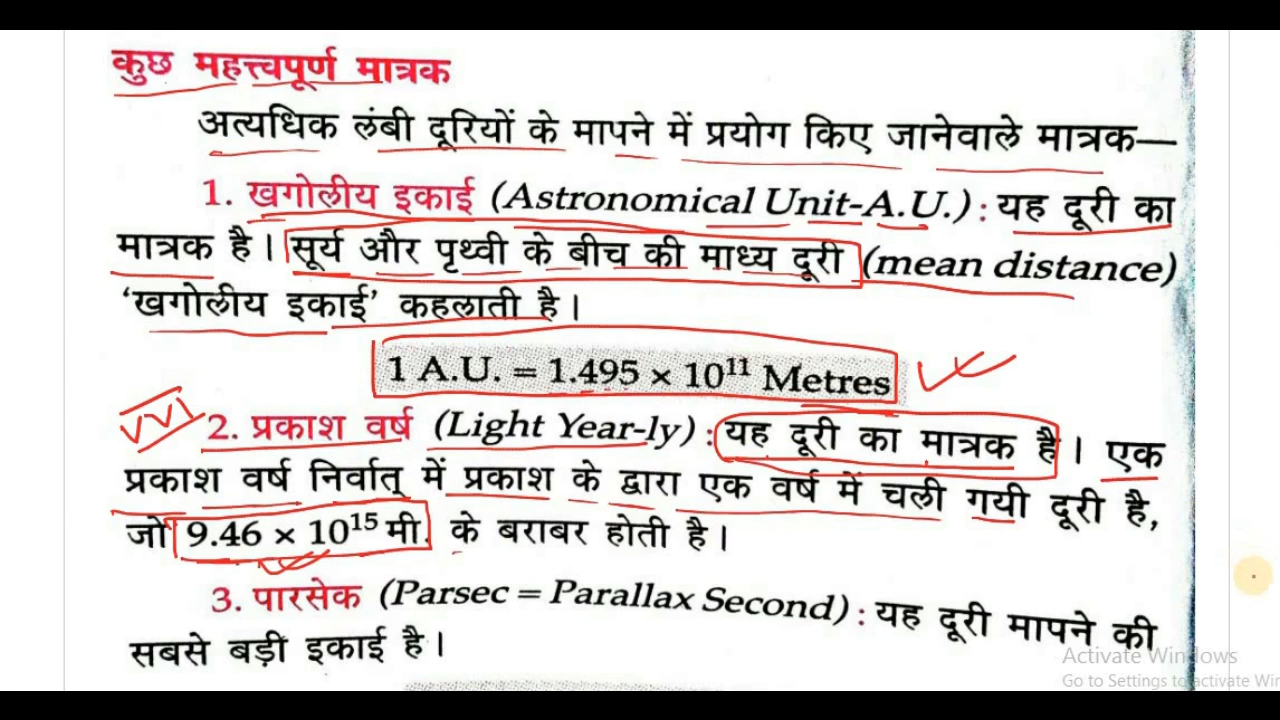 कुछ महत्त्वपूर्ण मात्रक
अत्यधिक लंबी दूरियों के मापने में प्रयोग किए जानेवाले मात्रक—
1. खगोलीय इकाई (Astronomical Unit-A.U.) : यह दूरी का
मात्रक है। सूर्य और पृथ्वी के बीच की माध्य दूरी (mean distance)
‘खगोलीय इकाई’ कहलाती है।
1 A.U. = 1.495 × 10¹¹ Metres
VVI
2. प्रकाश वर्ष (Light Year-ly) : यह दूरी का मात्रक है। एक
प्रकाश वर्ष निर्वात् में प्रकाश के द्वारा एक वर्ष में चली गयी दूरी है,
जो 9.46 × 10¹⁵ मी. के बराबर होती है।
3. पारसेक (Parsec = Parallax Second) : यह दूरी मापने की
सबसे बड़ी इकाई है।
Activate Windows
Go to Settings to activate Win